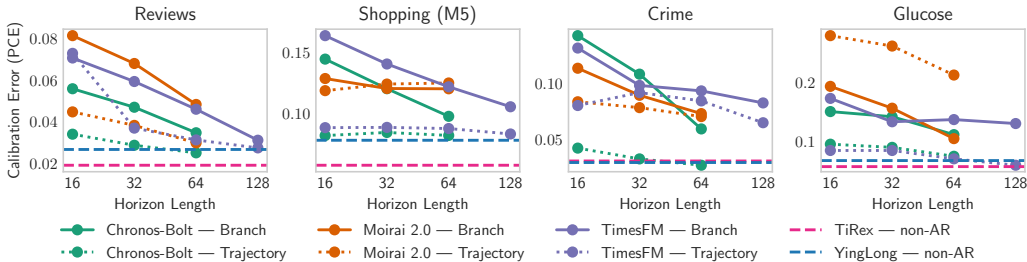 Reviews
Shopping (M5)
Crime
Glucose
Calibration Error (PCE)
0.08
0.06
0.04
0.02
16 32 64 128
Horizon Length
0.15
0.10
16 32 64 128
Horizon Length
0.10
0.05
16 32 64 128
Horizon Length
0.2
0.1
16 32 64 128
Horizon Length
Chronos-Bolt — Branch
Chronos-Bolt — Trajectory
Moirai 2.0 — Branch
Moirai 2.0 — Trajectory
TimesFM — Branch
TimesFM — Trajectory
TiRex — non-AR
YingLong — non-AR